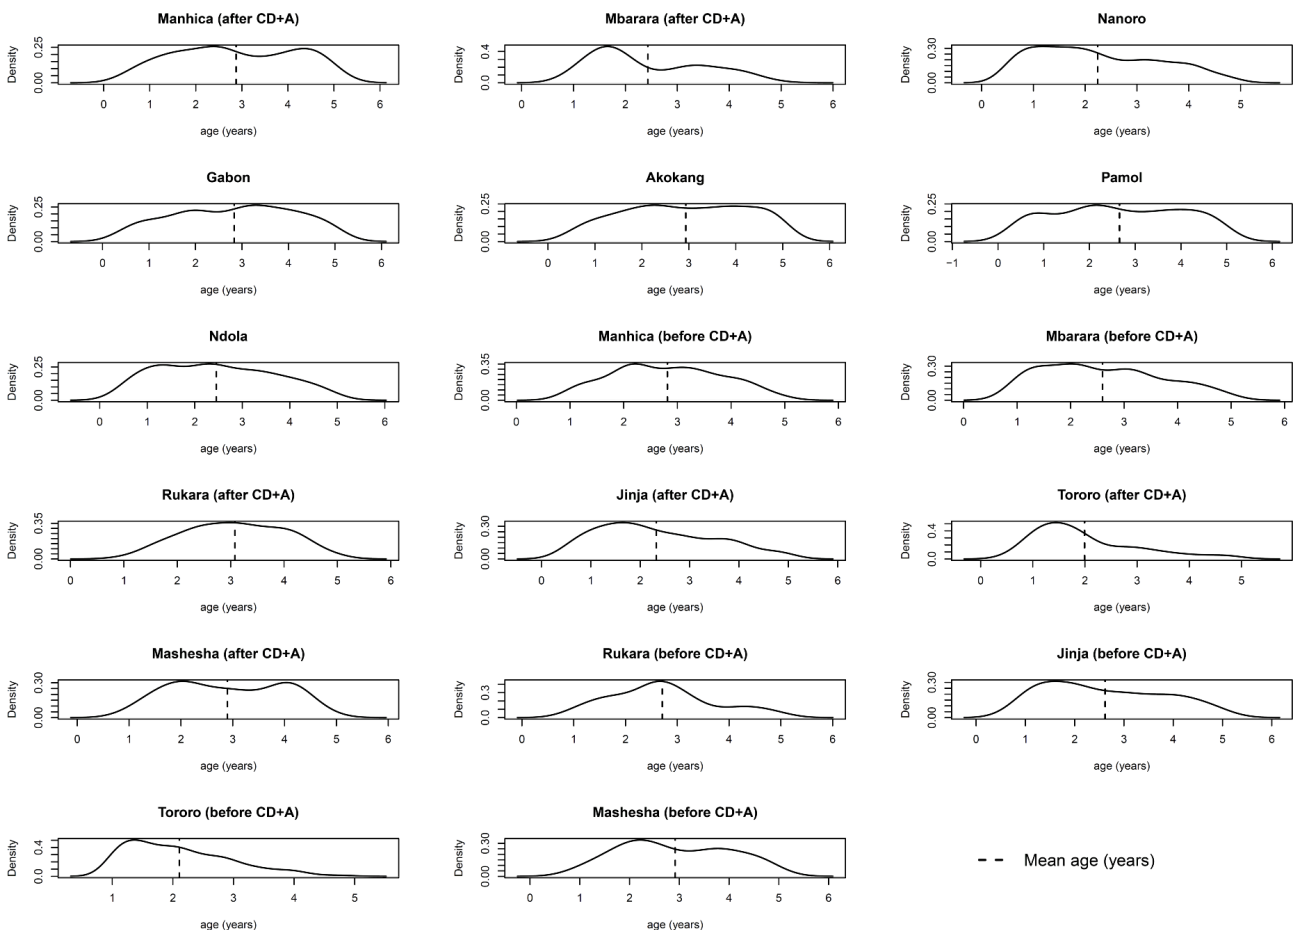 Manhica (after CD+A)
Density
0.00 0.25
0 1 2 3 4 5 6
age (years)
Mbarara (after CD+A)
Density
0.0 0.4
0 1 2 3 4 5 6
age (years)
Nanoro
Density
0.00 0.30
0 1 2 3 4 5
age (years)
Gabon
Density
0.00 0.25
0 1 2 3 4 5 6
age (years)
Akokang
Density
0.00 0.25
0 1 2 3 4 5 6
age (years)
Pamol
Density
0.00 0.25
−1 0 1 2 3 4 5 6
age (years)
Ndola
Density
0.00 0.25
0 1 2 3 4 5 6
age (years)
Manhica (before CD+A)
Density
0.00 0.35
0 1 2 3 4 5 6
age (years)
Mbarara (before CD+A)
Density
0.00 0.30
0 1 2 3 4 5 6
age (years)
Rukara (after CD+A)
Density
0.00 0.35
0 1 2 3 4 5 6
age (years)
Jinja (after CD+A)
Density
0.00 0.30
0 1 2 3 4 5 6
age (years)
Tororo (after CD+A)
Density
0.0 0.4
0 1 2 3 4 5
age (years)
Mashesha (after CD+A)
Density
0.00 0.30
0 1 2 3 4 5 6
age (years)
Rukara (before CD+A)
Density
0.0 0.3
0 1 2 3 4 5 6
age (years)
Jinja (before CD+A)
Density
0.00 0.30
0 1 2 3 4 5 6
age (years)
Tororo (before CD+A)
Density
0.0 0.4
1 2 3 4 5
age (years)
Mashesha (before CD+A)
Density
0.00 0.30
0 1 2 3 4 5 6
age (years)
Mean age (years)